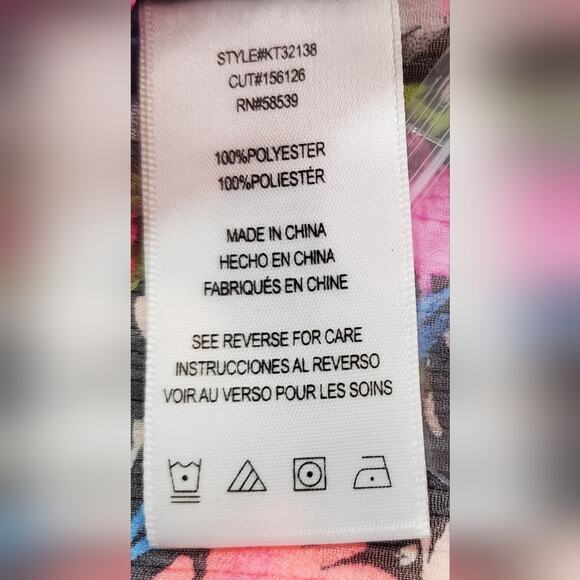 STYLE#KT32138
CUT#156126
RN#58539
100%POLYESTER
100%POLIESTÉR
MADE IN CHINA
HECHO EN CHINA
FABRIQUÉS EN CHINE
SEE REVERSE FOR CARE
INSTRUCCIONES AL REVERSO
VOIR AU VERSO POUR LES SOINS